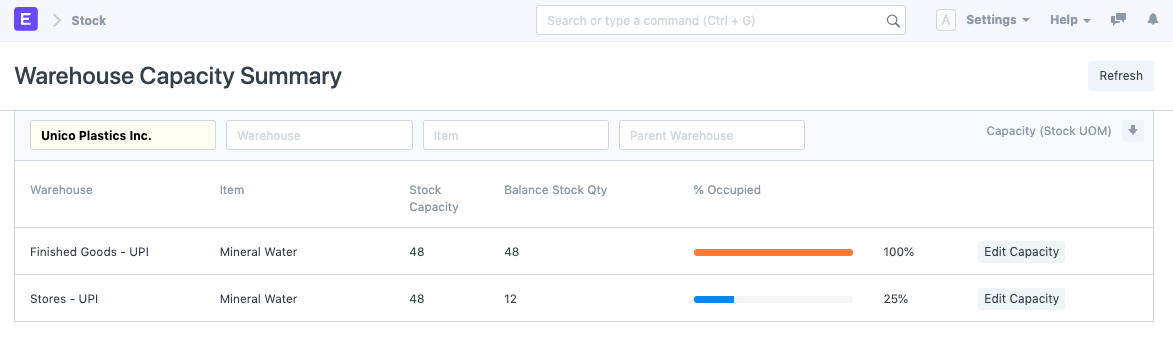 E
Stock
Search or type a command (Ctrl + G)
A
Settings
Help
Warehouse Capacity Summary
Refresh
Unico Plastics Inc.
Warehouse
Item
Parent Warehouse
Capacity (Stock UOM)
Warehouse Item Stock Capacity Balance Stock Qty % Occupied
Finished Goods - UPI Mineral Water 48 48 100% Edit Capacity
Stores - UPI Mineral Water 48 12 25% Edit Capacity